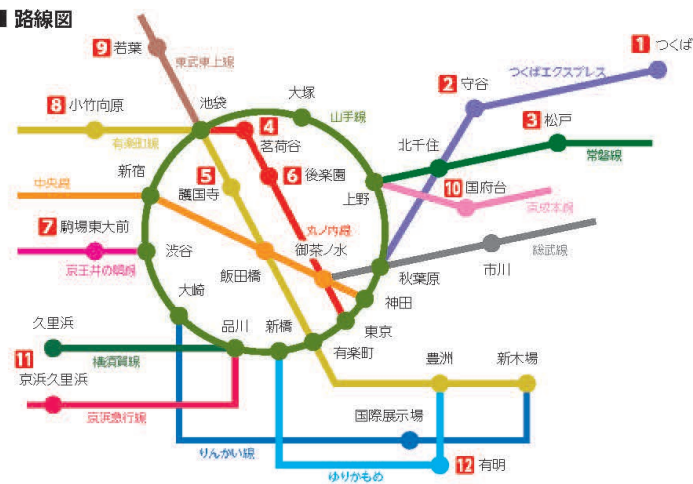 路線図
9 若葉
東武東上線
大塚
1 つくば
つくばエクスプレス
2 守谷
8 小竹向原
池袋
山手線
有楽町線
4
茗荷谷
3 松戸
北千住
常磐線
新宿
中央線
5
護国寺
6 後楽園
上野
10 国府台
京成本線
7 駒場東大前
丸ノ内線
御茶ノ水
総武線
京王井の頭線
渋谷
飯田橋
秋葉原
市川
大崎
神田
久里浜
品川
新橋
東京
11
横須賀線
有楽町
豊洲
新木場
京浜久里浜
京浜急行線
国際展示場
りんかい線
12 有明
ゆりかもめ